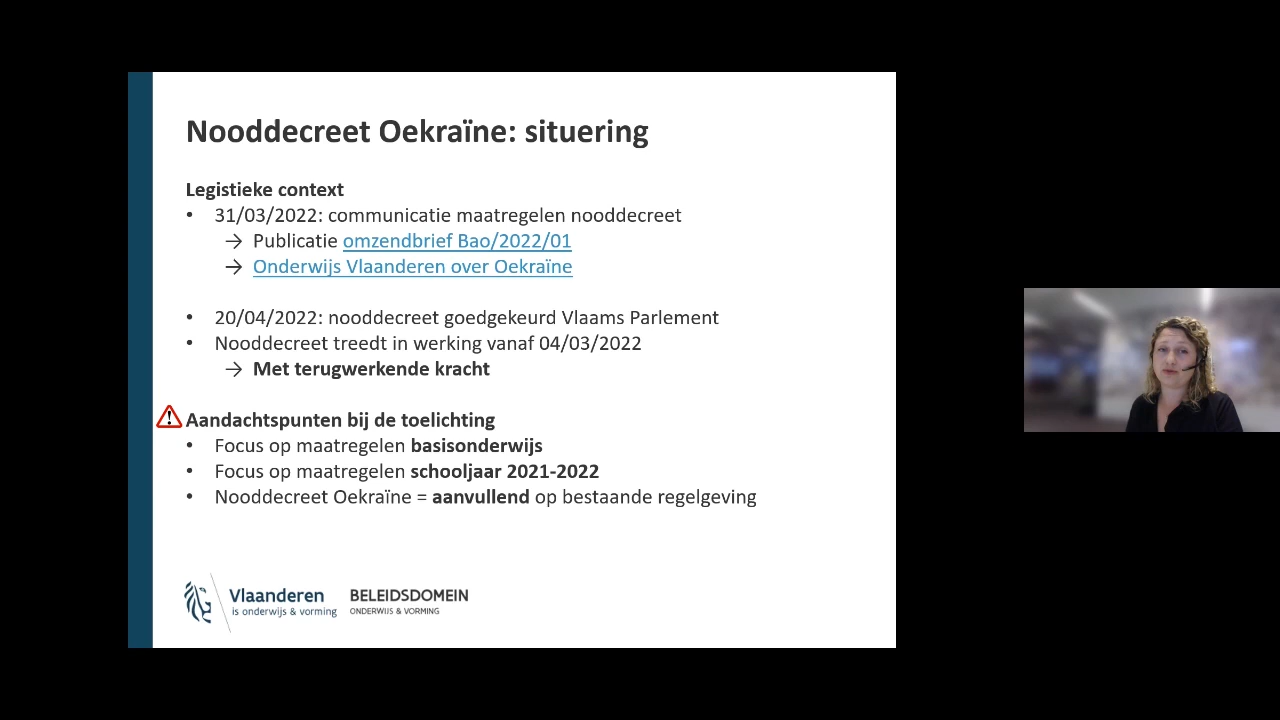 Nooddecreet Oekraïne: situering
Legistieke context
• 31/03/2022: communicatie maatregelen nooddecreet
→ Publicatie omzendbrief Bao/2022/01
→ Onderwijs Vlaanderen over Oekraïne
• 20/04/2022: nooddecreet goedgekeurd Vlaams Parlement
• Nooddecreet treedt in werking vanaf 04/03/2022
→ Met terugwerkende kracht
Aandachtspunten bij de toelichting
• Focus op maatregelen basisonderwijs
• Focus op maatregelen schooljaar 2021-2022
• Nooddecreet Oekraïne = aanvullend op bestaande regelgeving
Vlaanderen
is onderwijs & vorming
BELEIDSDOMEIN
ONDERWIJS & VORMING